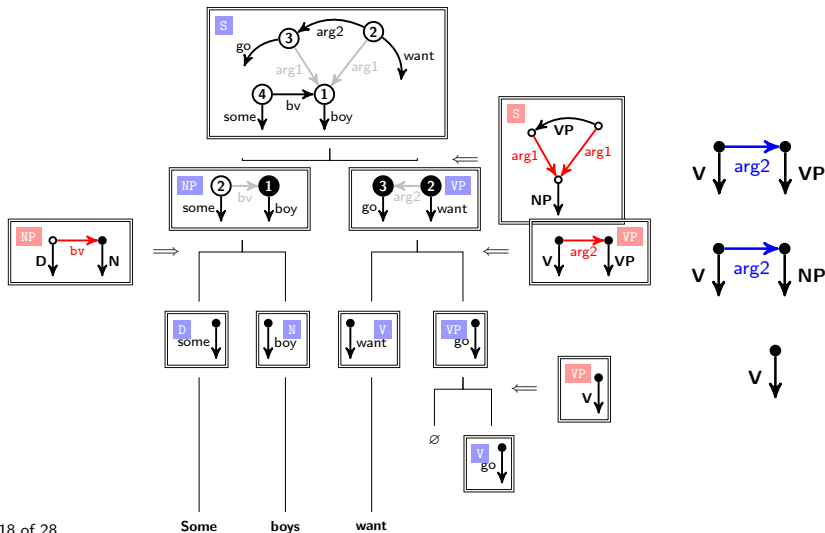 S
3 arg2 2
go want
arg1 arg1
4 1
bv
some boy
S
VP
arg1 arg1
NP
V arg2 VP
NP 2 1
bv
some boy
3 2 VP
arg2
go want
NP
D bv N
VP
V arg2 VP
V arg2 NP
D some
N boy
V want
VP go
V
VP
V
∅
V go
18 of 28
Some boys want